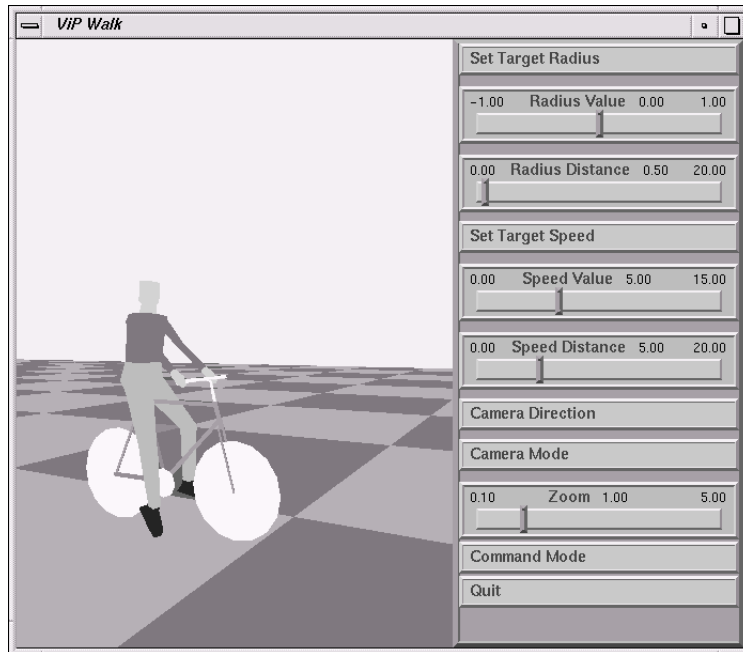 ViP Walk
Set Target Radius
-1.00 Radius Value 0.00 1.00
0.00 Radius Distance 0.50 20.00
Set Target Speed
0.00 Speed Value 5.00 15.00
0.00 Speed Distance 5.00 20.00
Camera Direction
Camera Mode
0.10 Zoom 1.00 5.00
Command Mode
Quit